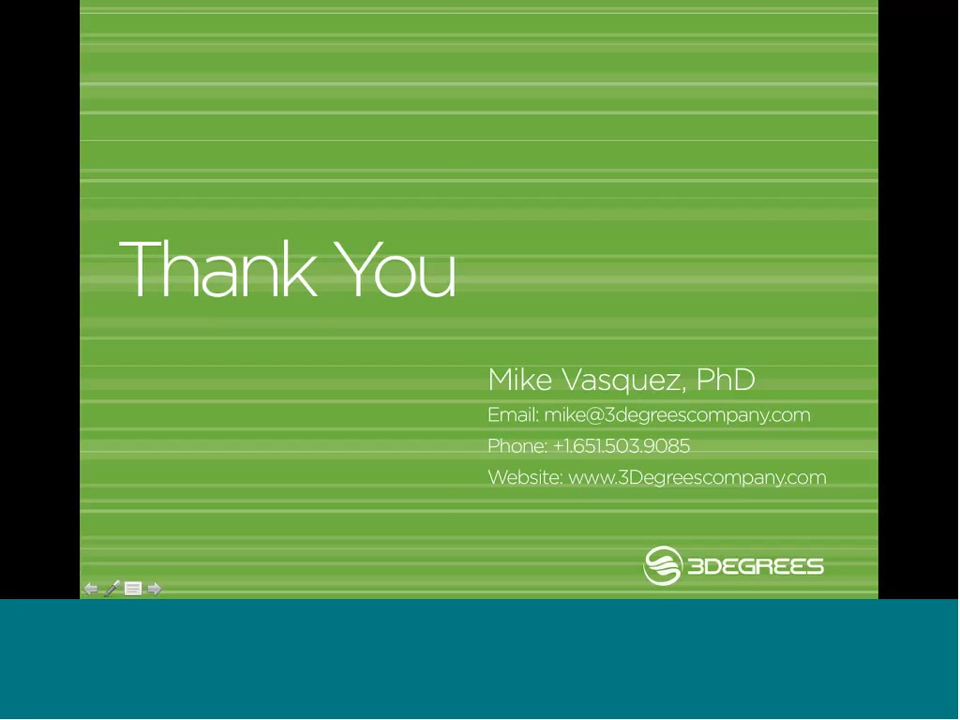 Thank You
Mike Vasquez, PhD
Email: mike@3degreescompany.com
Phone: +1.651.503.9085
Website: www.3Degreescompany.com
3DEGREES